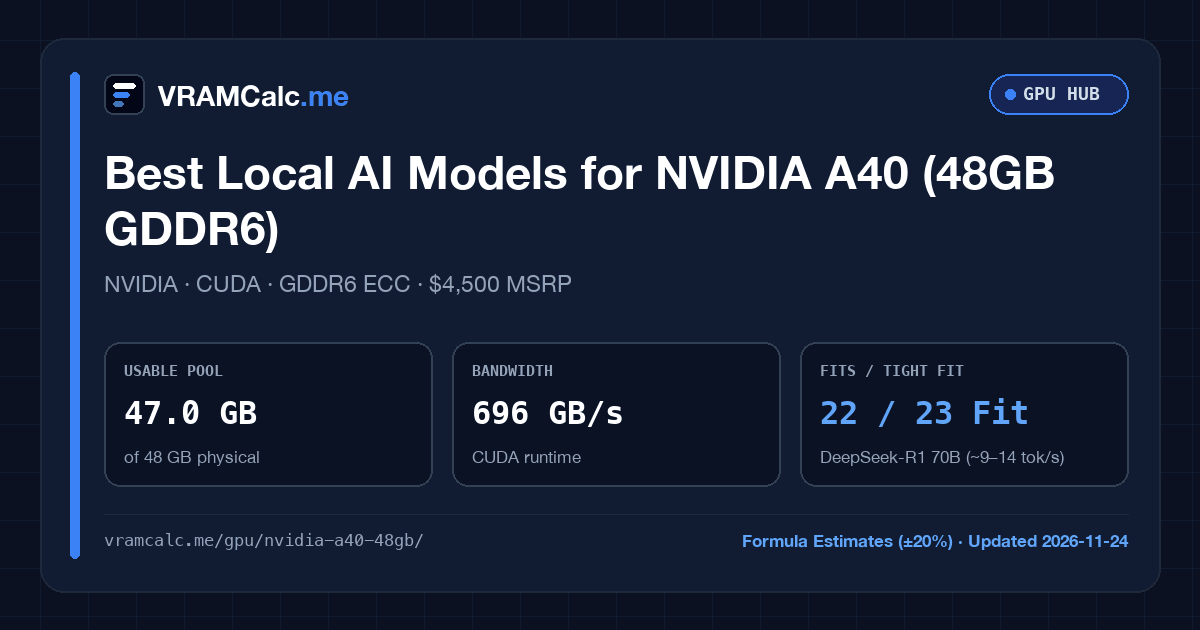 VRAMCalc.me
GPU HUB
Best Local AI Models for NVIDIA A40 (48GB
GDDR6)
NVIDIA · CUDA · GDDR6 ECC · $4,500 MSRP
USABLE POOL
47.0 GB
of 48 GB physical
BANDWIDTH
696 GB/s
CUDA runtime
FITS / TIGHT FIT
22 / 23 Fit
DeepSeek-R1 70B (~9–14 tok/s)
vramcalc.me/gpu/nvidia-a40-48gb/
Formula Estimates (±20%) · Updated 2026-11-24